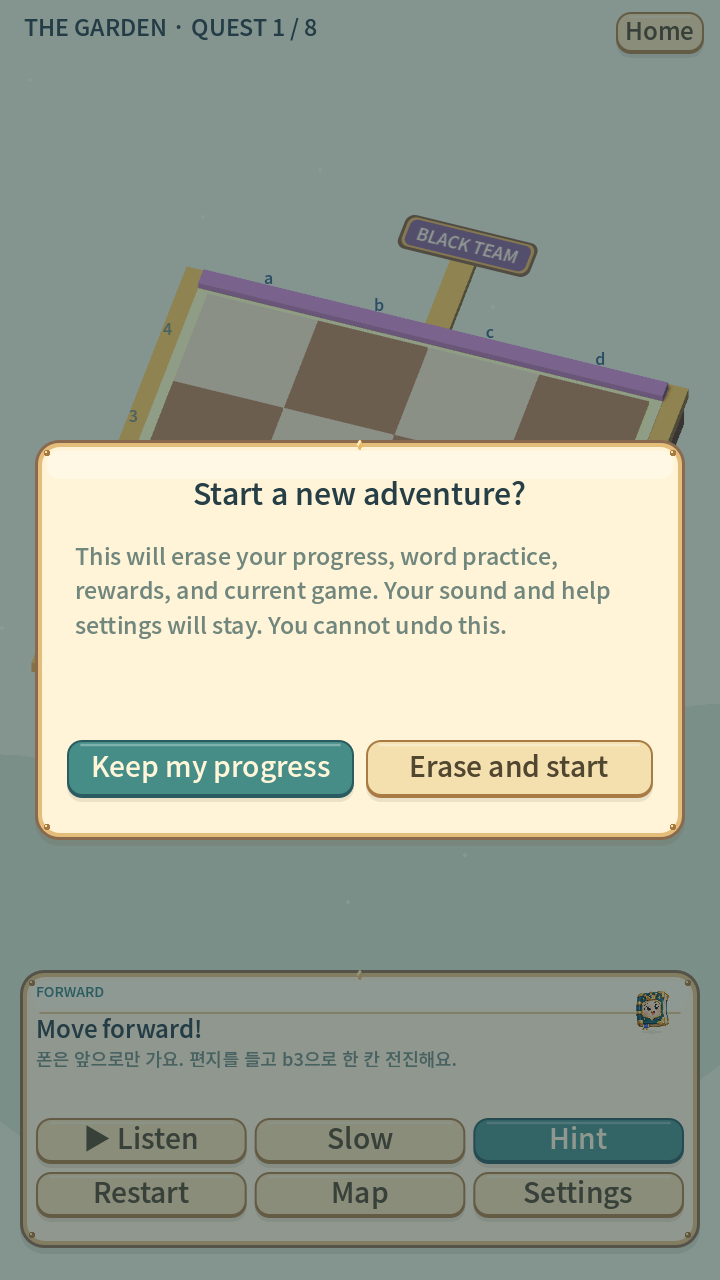 THE GARDEN · QUEST 1 / 8
Home
BLACK TEAM
a
b
c
d
4
3
Start a new adventure?
This will erase your progress, word practice,
rewards, and current game. Your sound and help
settings will stay. You cannot undo this.
Keep my progress
Erase and start
FORWARD
Move forward!
폰은 앞으로만 가요. 편지를 들고 b3으로 한 칸 전진해요.
▶ Listen
Slow
Hint
Restart
Map
Settings